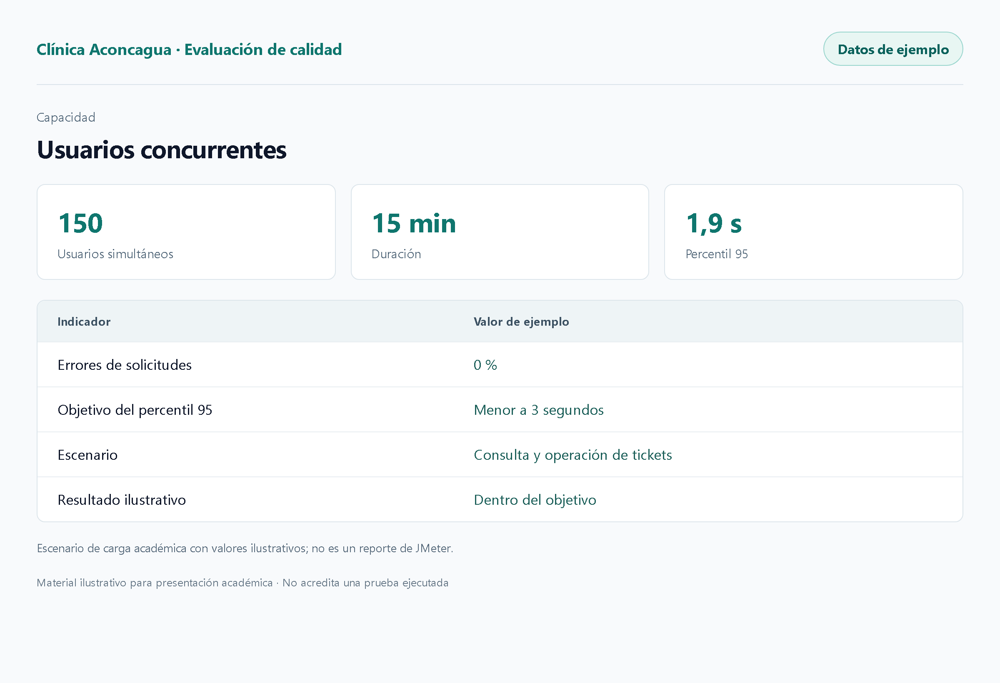 Clínica Aconcagua · Evaluación de calidad
Datos de ejemplo
Capacidad
Usuarios concurrentes
150
Usuarios simultáneos
15 min
Duración
1,9 s
Percentil 95
Indicador
Valor de ejemplo
Errores de solicitudes
0 %
Objetivo del percentil 95
Menor a 3 segundos
Escenario
Consulta y operación de tickets
Resultado ilustrativo
Dentro del objetivo
Escenario de carga académica con valores ilustrativos; no es un reporte de JMeter.
Material ilustrativo para presentación académica · No acredita una prueba ejecutada